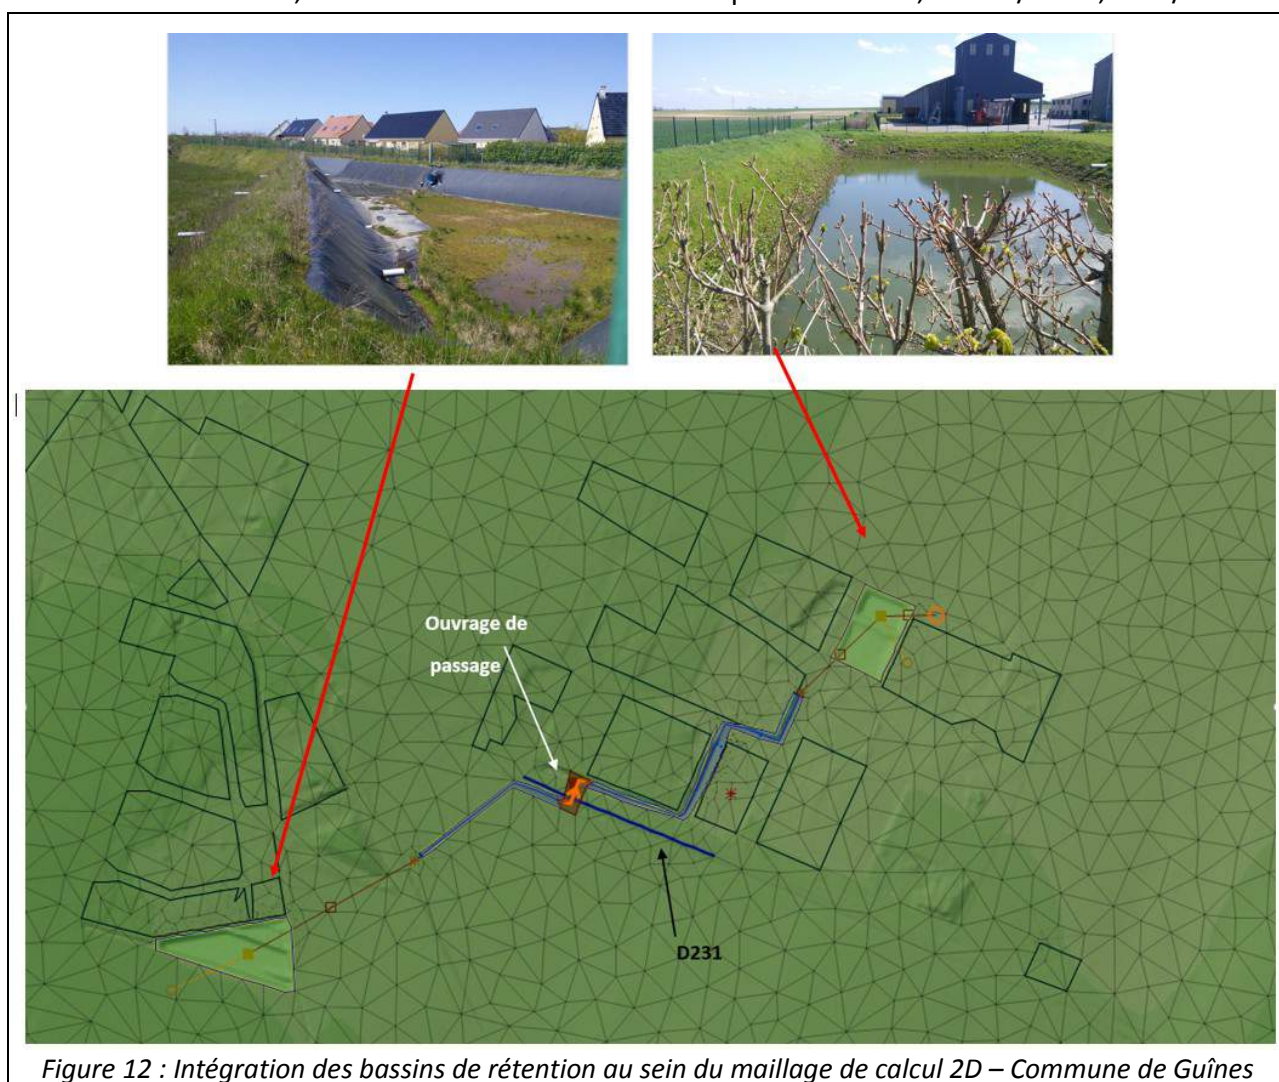 Ouvrage de
passage
D231
Figure 12 : Intégration des bassins de rétention au sein du maillage de calcul 2D – Commune de Guînes